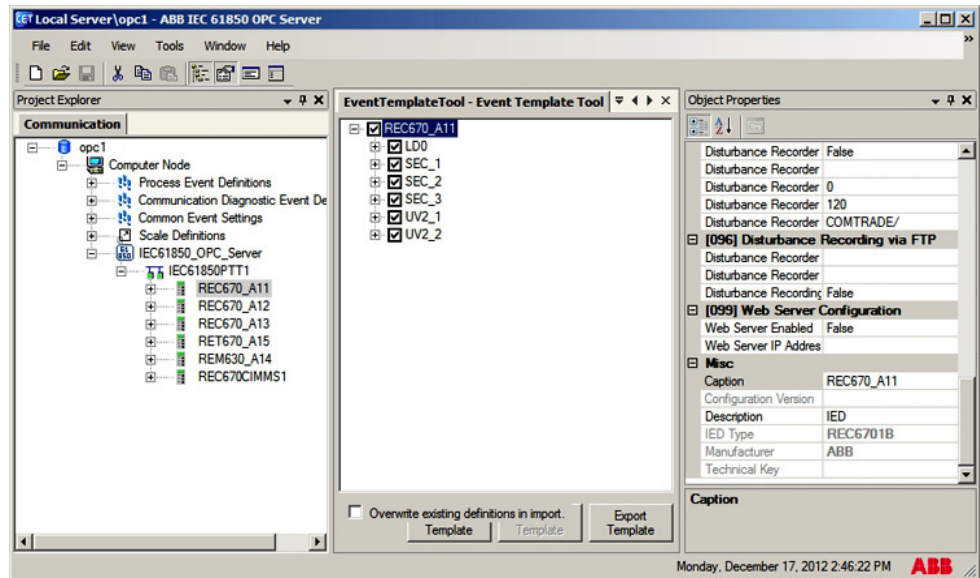 Local Server\opc1 - ABB IEC 61850 OPC Server
File Edit View Tools Window Help
Project Explorer
Communication
opc1
Computer Node
Process Event Definitions
Communication Diagnostic Event De
Common Event Settings
Scale Definitions
IEC61850_OPC_Server
IEC61850PTT1
REC670_A11
REC670_A12
REC670_A13
RET670_A15
REM630_A14
REC670CIMMS1
EventTemplateTool - Event Template Tool
REC670_A11
LD0
SEC_1
SEC_2
SEC_3
UV2_1
UV2_2
Overwrite existing definitions in import.
Template
Template
Export
Template
Object Properties
Disturbance Recorder False
Disturbance Recorder
Disturbance Recorder 0
Disturbance Recorder 120
Disturbance Recorder COMTRADE/
[096] Disturbance Recording via FTP
Disturbance Recorder
Disturbance Recorder
Disturbance Recording False
[099] Web Server Configuration
Web Server Enabled False
Web Server IP Addres
Misc
Caption REC670_A11
Configuration Version
Description IED
IED Type REC6701B
Manufacturer ABB
Technical Key
Caption
Monday, December 17, 2012 2:46:22 PM ABB